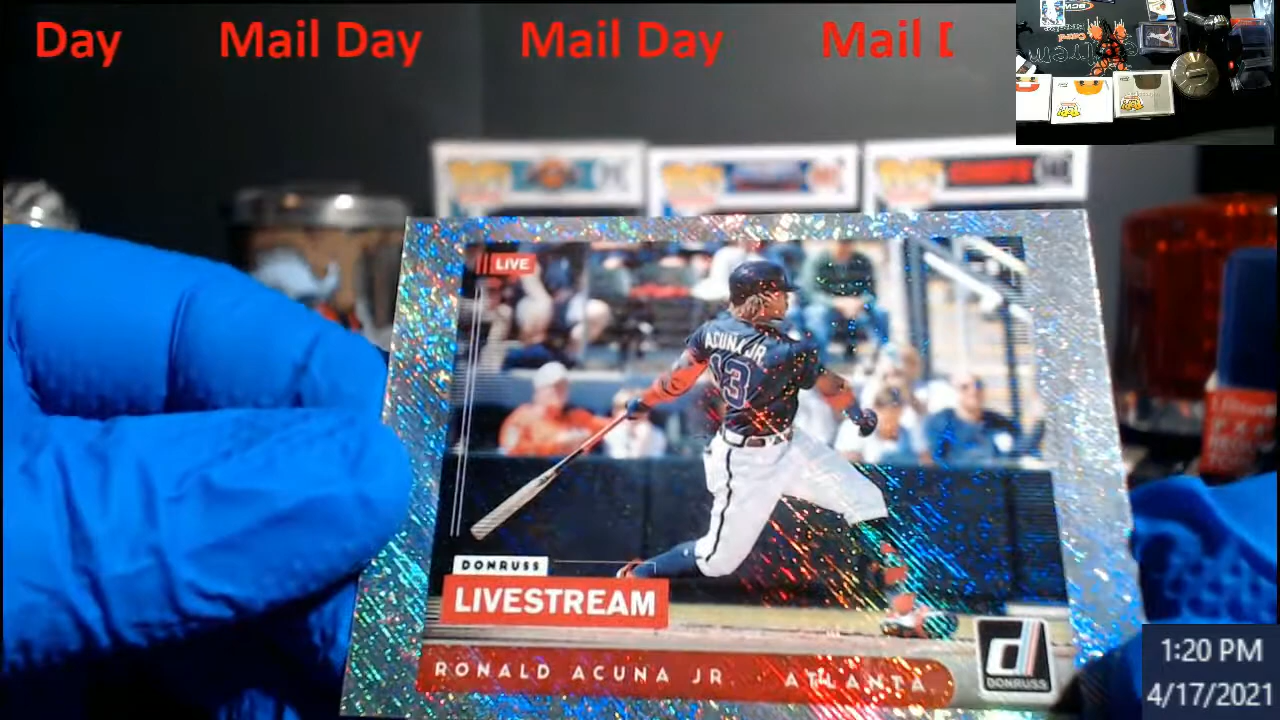 Day Mail Day Mail Day Mail D
LIVE
ACUNA JR.
13
DONRUSS
LIVESTREAM
RONALD ACUNA JR. ATLANTA
d
DONRUSS
1:20 PM
4/17/2021